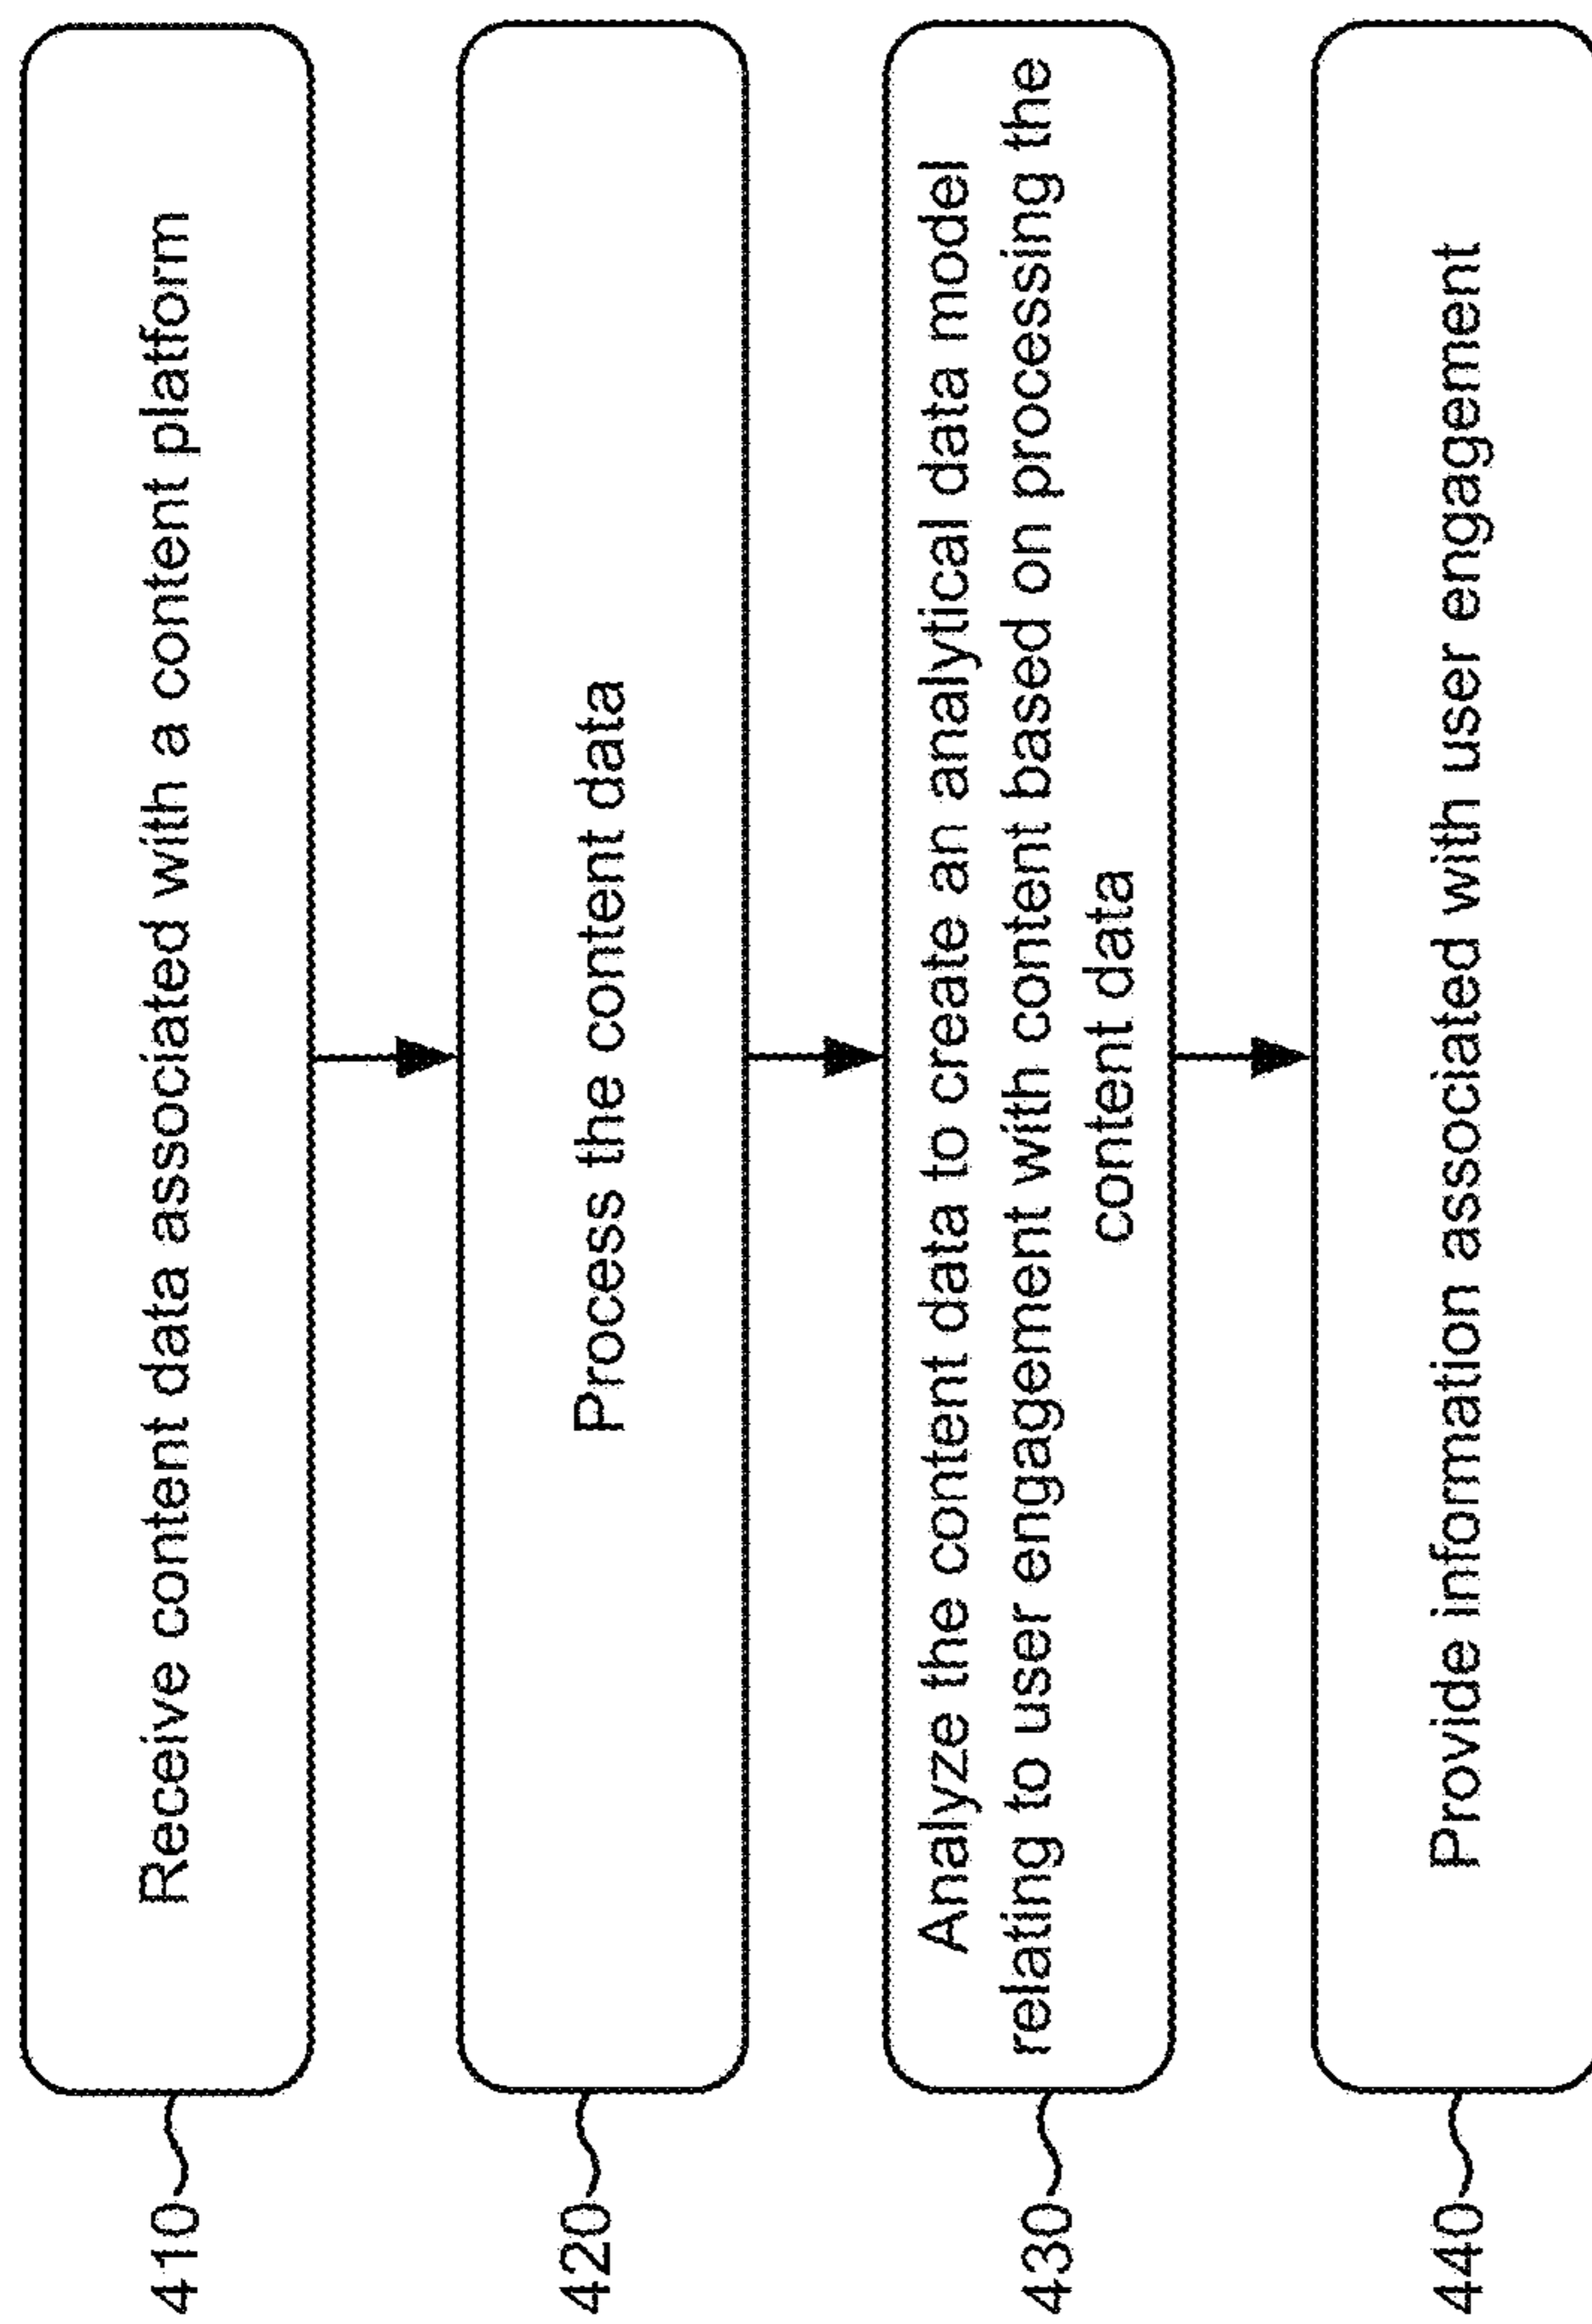 410
Receive content data associated with a content platform
420
Process the content data
430
Analyze the content data to create an analytical data model
relating to user engagement with content based on processing the
content data
440
Provide information associated with user engagement